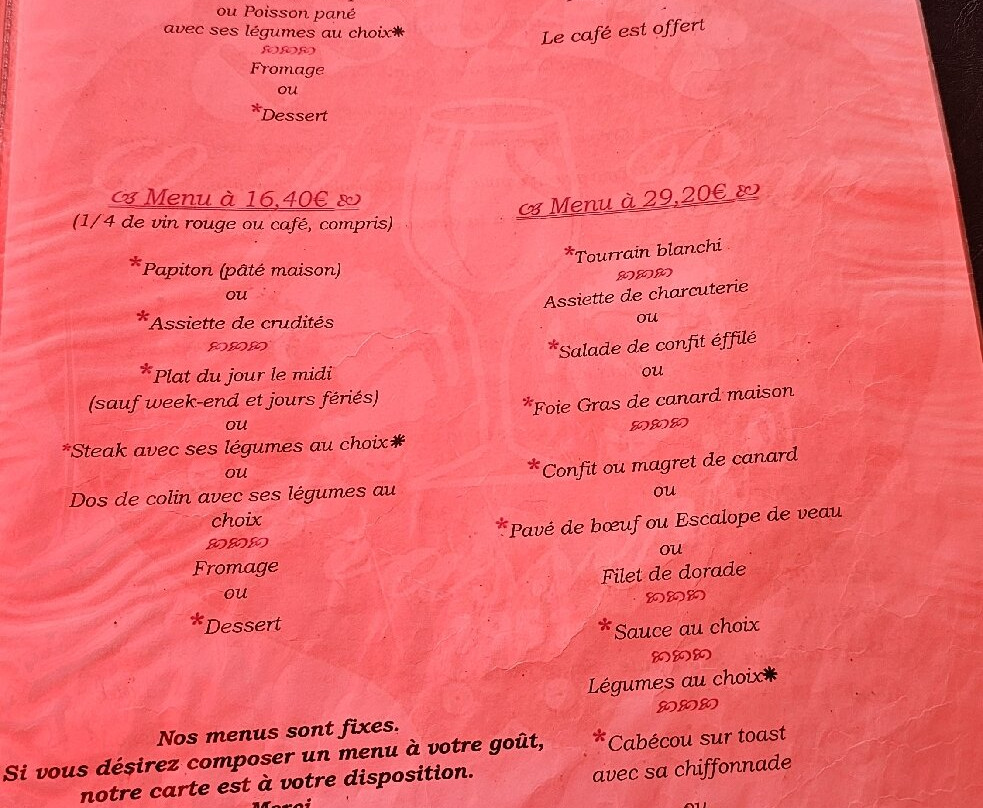 ou Poisson pané
avec ses légumes au choix*
Fromage
ou
*Dessert
Le café est offert
Menu à 16,40€
(1/4 de vin rouge ou café, compris)
*Papiton (pâté maison)
ou
*Assiette de crudités
*Plat du jour le midi
(sauf week-end et jours fériés)
ou
*Steak avec ses légumes au choix*
ou
Dos de colin avec ses légumes au
choix
Fromage
ou
*Dessert
Menu à 29,20€
*Tourrain blanchi
Assiette de charcuterie
ou
*Salade de confit éffilé
ou
*Foie Gras de canard maison
*Confit ou magret de canard
ou
*Pavé de bœuf ou Escalope de veau
ou
Filet de dorade
*Sauce au choix
Légumes au choix*
*Cabécou sur toast
avec sa chiffonnade
ou
Nos menus sont fixes.
Si vous désirez composer un menu à votre goût,
notre carte est à votre disposition.
Merci